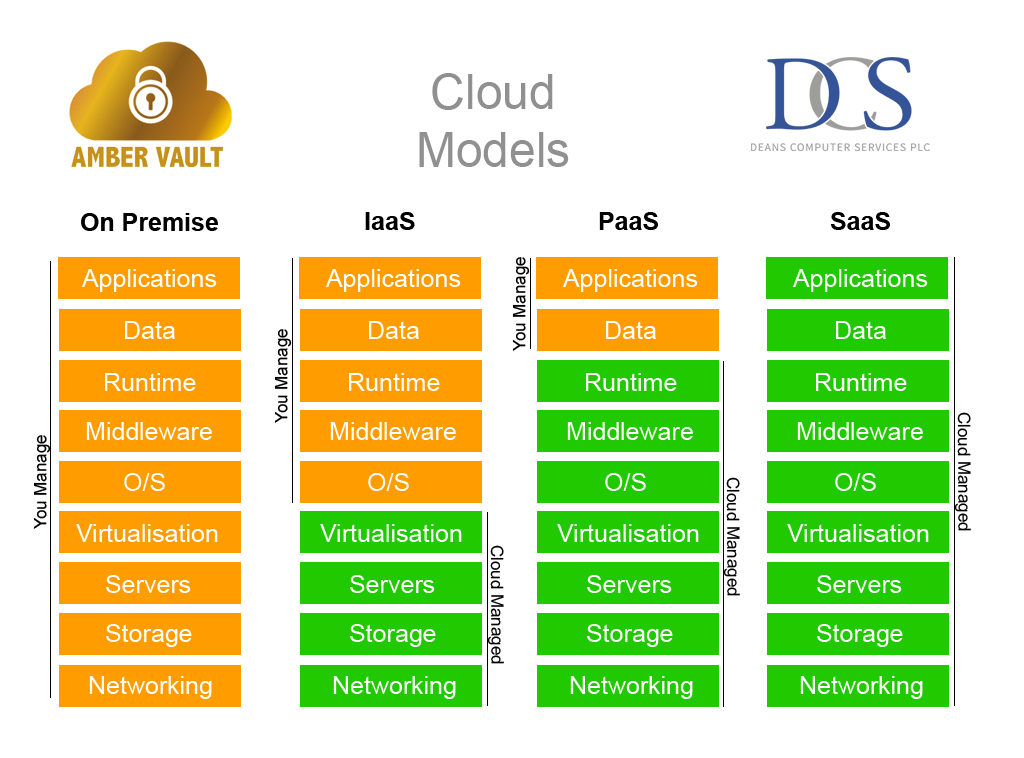 AMBER VAULT
Cloud
Models
DCS
DEANS COMPUTER SERVICES PLC
On Premise
You Manage
Applications
Data
Runtime
Middleware
O/S
Virtualisation
Servers
Storage
Networking
IaaS
You Manage
Applications
Data
Runtime
Middleware
O/S
Virtualisation
Servers
Storage
Networking
Cloud Managed
PaaS
You Manage
Applications
Data
Runtime
Middleware
O/S
Virtualisation
Servers
Storage
Networking
Cloud Managed
SaaS
Applications
Data
Runtime
Middleware
O/S
Virtualisation
Servers
Storage
Networking
Cloud Managed